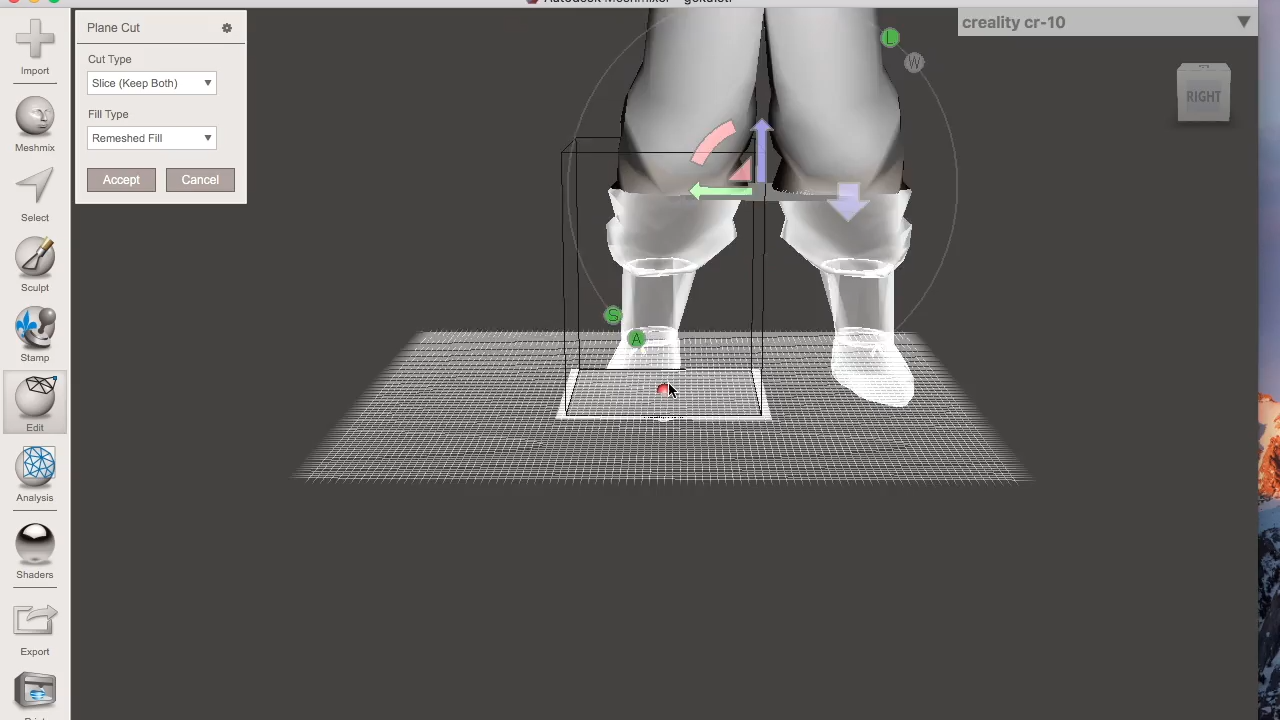 Plane Cut
Cut Type
Slice (Keep Both)
Fill Type
Remeshed Fill
Accept
Cancel
creality cr-10
RIGHT
L
W
S
A
Import
Meshmix
Select
Sculpt
Stamp
Edit
Analysis
Shaders
Export